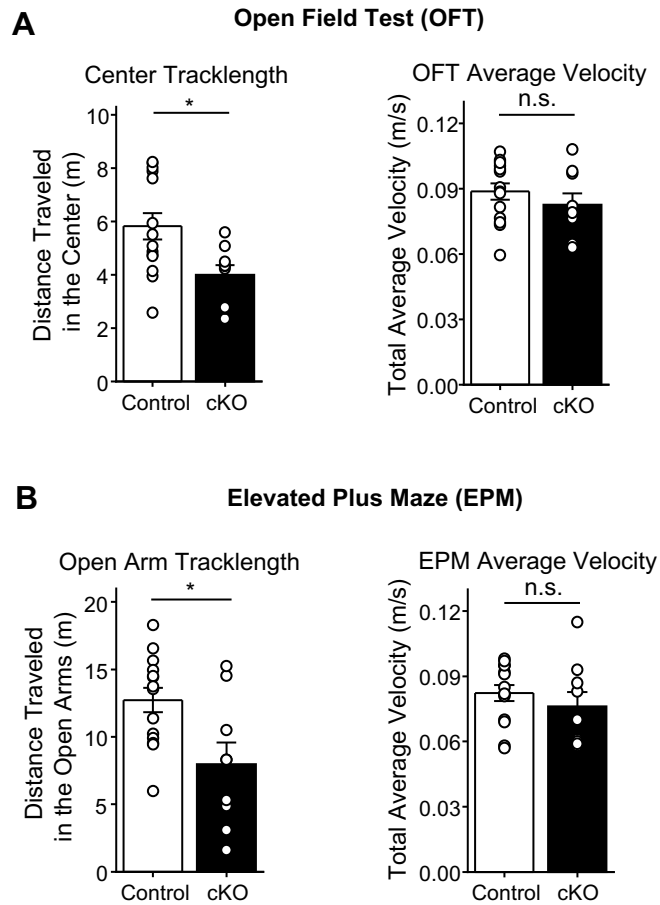 A
Open Field Test (OFT)
Center Tracklength
*
Distance Traveled
in the Center (m)
10
8
6
4
2
0
Control
cKO
OFT Average Velocity
n.s.
Total Average Velocity (m/s)
0.12
0.09
0.06
0.03
0.00
Control
cKO
B
Elevated Plus Maze (EPM)
Open Arm Tracklength
*
Distance Traveled
in the Open Arms (m)
20
15
10
5
0
Control
cKO
EPM Average Velocity
n.s.
Total Average Velocity (m/s)
0.12
0.09
0.06
0.03
0.00
Control
cKO